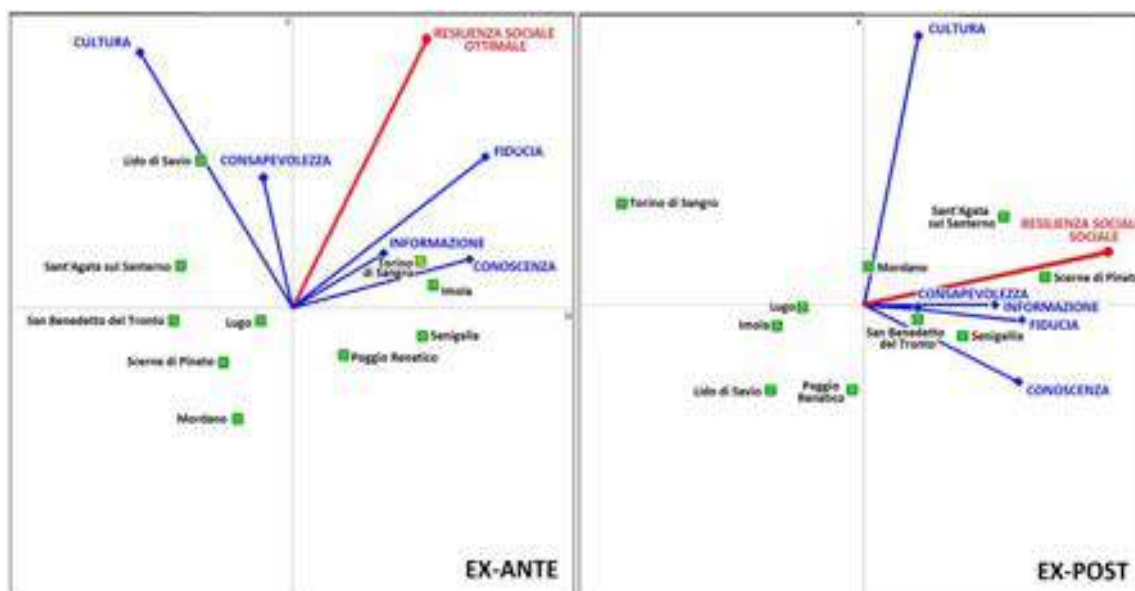 CULTURA
RESILIENZA SOCIALE
OTTIMALE
Lido di Savio
CONSAPEVOLEZZA
FIDUCIA
INFORMAZIONE
Sant'Agata sul Santerno
Torino
di Sangro
CONOSCENZA
Imola
San Benedetto del Tronto
Lugo
Senigallia
Scerne di Pineto
Poggio Renatico
Mordano
EX-ANTE
CULTURA
Torino di Sangro
Sant'Agata
sul Santerno
RESILIENZA SOCIALE
SOCIALE
Mordano
Scerne di Pineto
CONSAPEVOLEZZA
Lugo
INFORMAZIONE
Imola
FIDUCIA
San Benedetto
del Tronto
Senigallia
Lido di Savio
Poggio
Renatico
CONOSCENZA
EX-POST